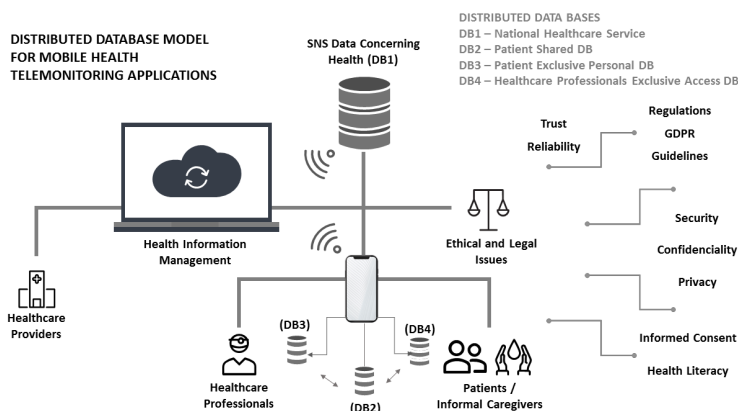 DISTRIBUTED DATABASE MODEL
FOR MOBILE HEALTH
TELEMONITORING APPLICATIONS
SNS Data Concerning
Health (DB1)
DISTRIBUTED DATA BASES
DB1 – National Healthcare Service
DB2 – Patient Shared DB
DB3 – Patient Exclusive Personal DB
DB4 – Healthcare Professionals Exclusive Access DB
Trust
Reliability
Regulations
GDPR
Guidelines
Health Information
Management
Ethical and Legal
Issues
Security
Confidenciality
Privacy
Healthcare
Providers
(DB3)
(DB4)
Informed Consent
Health Literacy
Healthcare
Professionals
(DB2)
Patients /
Informal Caregivers